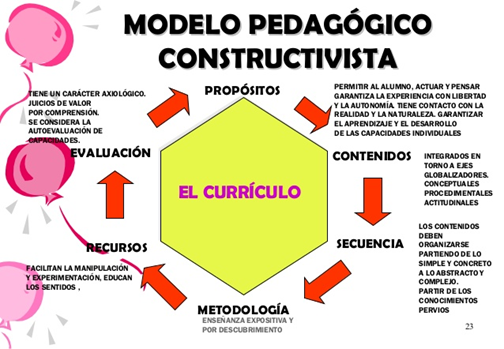 MODELO PEDAGÓGICO
CONSTRUCTIVISTA
PROPÓSITOS
PERMITIR AL ALUMNO, ACTUAR Y PENSAR
GARANTIZA LA EXPERIENCIA CON LIBERTAD
Y LA AUTONOMÍA. TIENE CONTACTO CON LA
REALIDAD Y LA NATURALEZA. GARANTIZAR
EL APRENDIZAJE Y EL DESARROLLO
DE LAS CAPACIDADES INDIVIDUALES
TIENE UN CARÁCTER AXIOLÓGICO.
JUICIOS DE VALOR
POR COMPRENSIÓN.
SE CONSIDERA LA
AUTOEVALUACIÓN DE
CAPACIDADES.
EVALUACIÓN
CONTENIDOS
INTEGRADOS EN
TORNO A EJES
GLOBALIZADORES.
CONCEPTUALES
PROCEDIMENTALES
ACTITUDINALES
EL CURRÍCULO
SECUENCIA
LOS CONTENIDOS
DEBEN
ORGANIZARSE
PARTIENDO DE LO
SIMPLE Y CONCRETO
A LO ABSTRACTO Y
COMPLEJO.
PARTIR DE LOS
CONOCIMIENTOS
PERVIOS
RECURSOS
FACILITAN LA MANIPULACIÓN
Y EXPERIMENTACIÓN, EDUCAN
LOS SENTIDOS ,
METODOLOGÍA
ENSEÑANZA EXPOSITIVA Y
POR DESCUBRIMIENTO
23